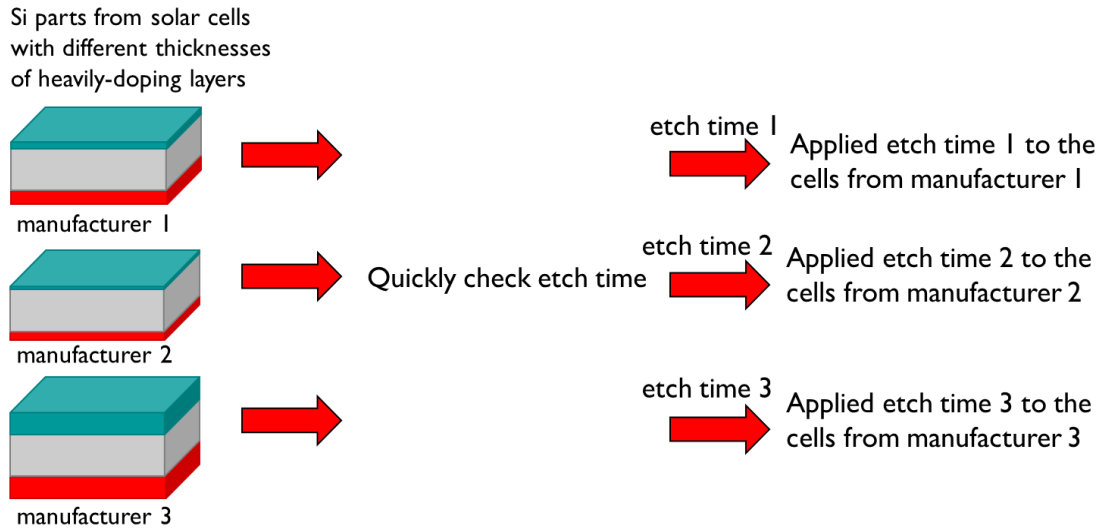 Si parts from solar cells
with different thicknesses
of heavily-doping layers
manufacturer 1
manufacturer 2
manufacturer 3
Quickly check etch time
etch time 1
Applied etch time 1 to the
cells from manufacturer 1
etch time 2
Applied etch time 2 to the
cells from manufacturer 2
etch time 3
Applied etch time 3 to the
cells from manufacturer 3